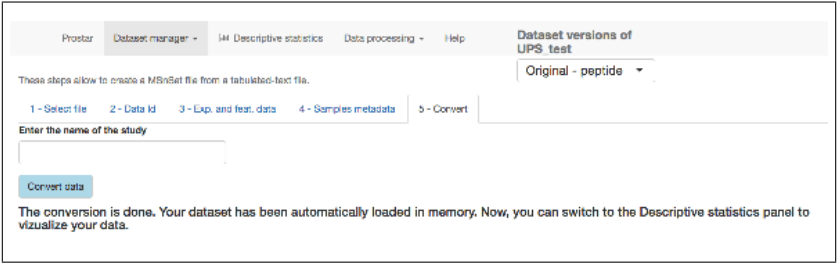 Prostar Dataset manager Descriptive statistics Data processing Help
Dataset versions of
UPS_test
Original - peptide
These steps allow to create a MSnSet file from a tabulated-text file.
1 - Select file 2 - Data Id 3 - Exp. and feat. data 4 - Samples metadata 5 - Convert
Enter the name of the study
Convert data
The conversion is done. Your dataset has been automatically loaded in memory. Now, you can switch to the Descriptive statistics panel to
vizualize your data.